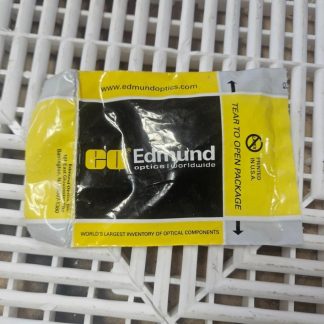 www.edmundoptics.com
EO® Edmund
optics | worldwide
WORLD'S LARGEST INVENTORY OF OPTICAL COMPONENTS
TEAR TO OPEN PACKAGE
PRINTED
IN U.S.A.